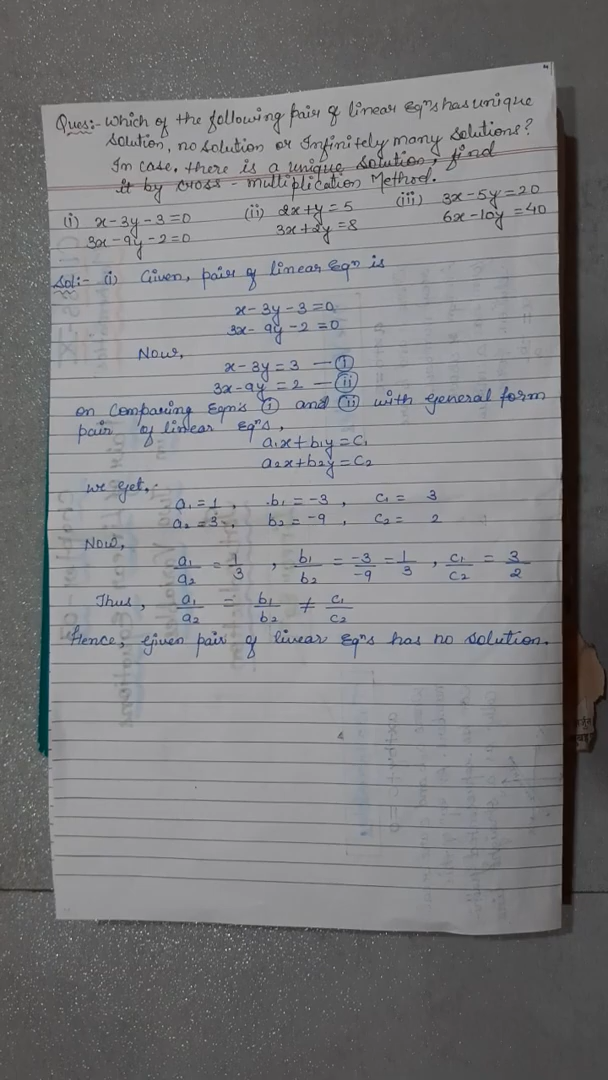 Ques:- Which of the following pair of linear Eqns has unique
solution, no solution or Infinitely many solutions?
In case, there is a unique solution, find
it by cross-multiplication Method.
(i) x-3y-3=0 (ii) 2x+y=5 (iii) 3x-5y=20
3x-9y-2=0 3x+2y=8 6x-10y=40
Sol:- (i) Given, pair of linear Eqn is
x-3y-3=0
3x-9y-2=0
Now,
x-3y=3 — (i)
3x-9y=2 — (ii)
on comparing Eqn's (i) and (ii) with general form
pair of linear Eqns,
a₁x+b₁y=c₁
a₂x+b₂y=c₂
we get,
a₁=1, b₁=-3, c₁= 3
a₂=3, b₂=-9, c₂= 2
Now,
a₁/a₂ = 1/3, b₁/b₂ = -3/-9 = 1/3, c₁/c₂ = 3/2
Thus, a₁/a₂ = b₁/b₂ ≠ c₁/c₂
Hence, given pair of linear Eqns has no solution.